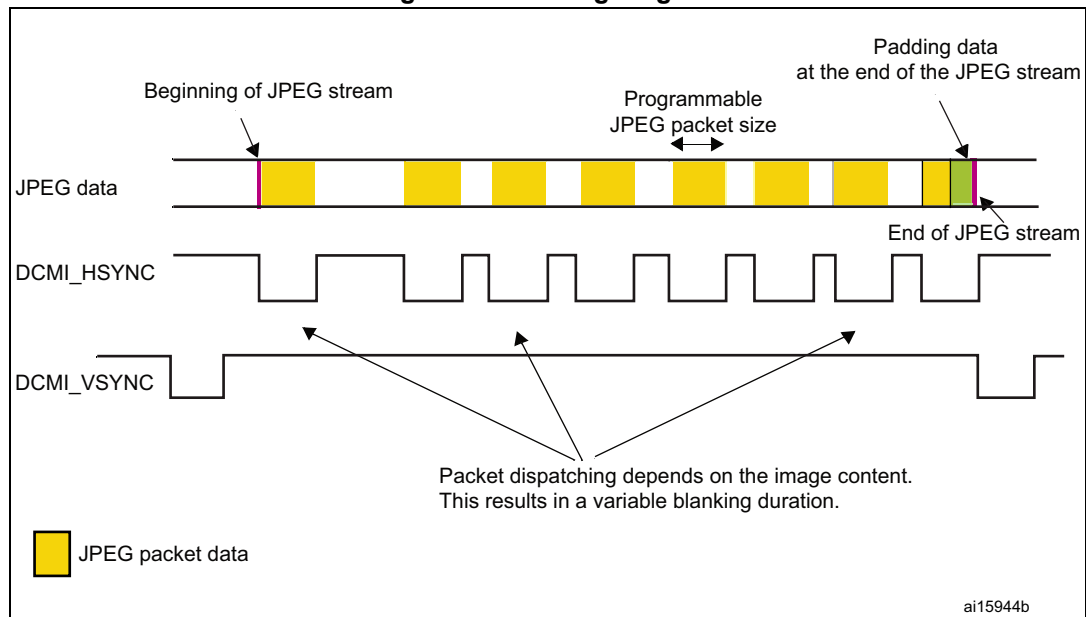 Padding data
at the end of the JPEG stream
Beginning of JPEG stream
Programmable
JPEG packet size
JPEG data
End of JPEG stream
DCMI_HSYNC
DCMI_VSYNC
Packet dispatching depends on the image content.
This results in a variable blanking duration.
JPEG packet data
ai15944b